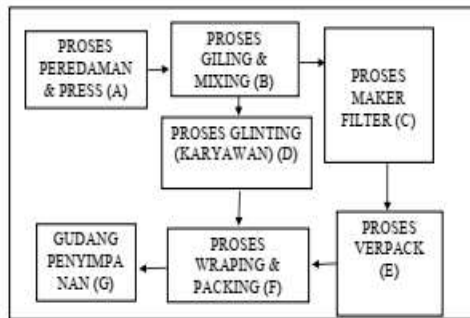 PROSES
PEREDAMAN
& PRESS (A)
PROSES
GILING &
MIXING (B)
PROSES
MAKER
FILTER (C)
PROSES GLINTING
(KARYAWAN) (D)
GUDANG
PENYIMPA
NAN (G)
PROSES
WRAPING &
PACKING (F)
PROSES
VERPACK
(E)